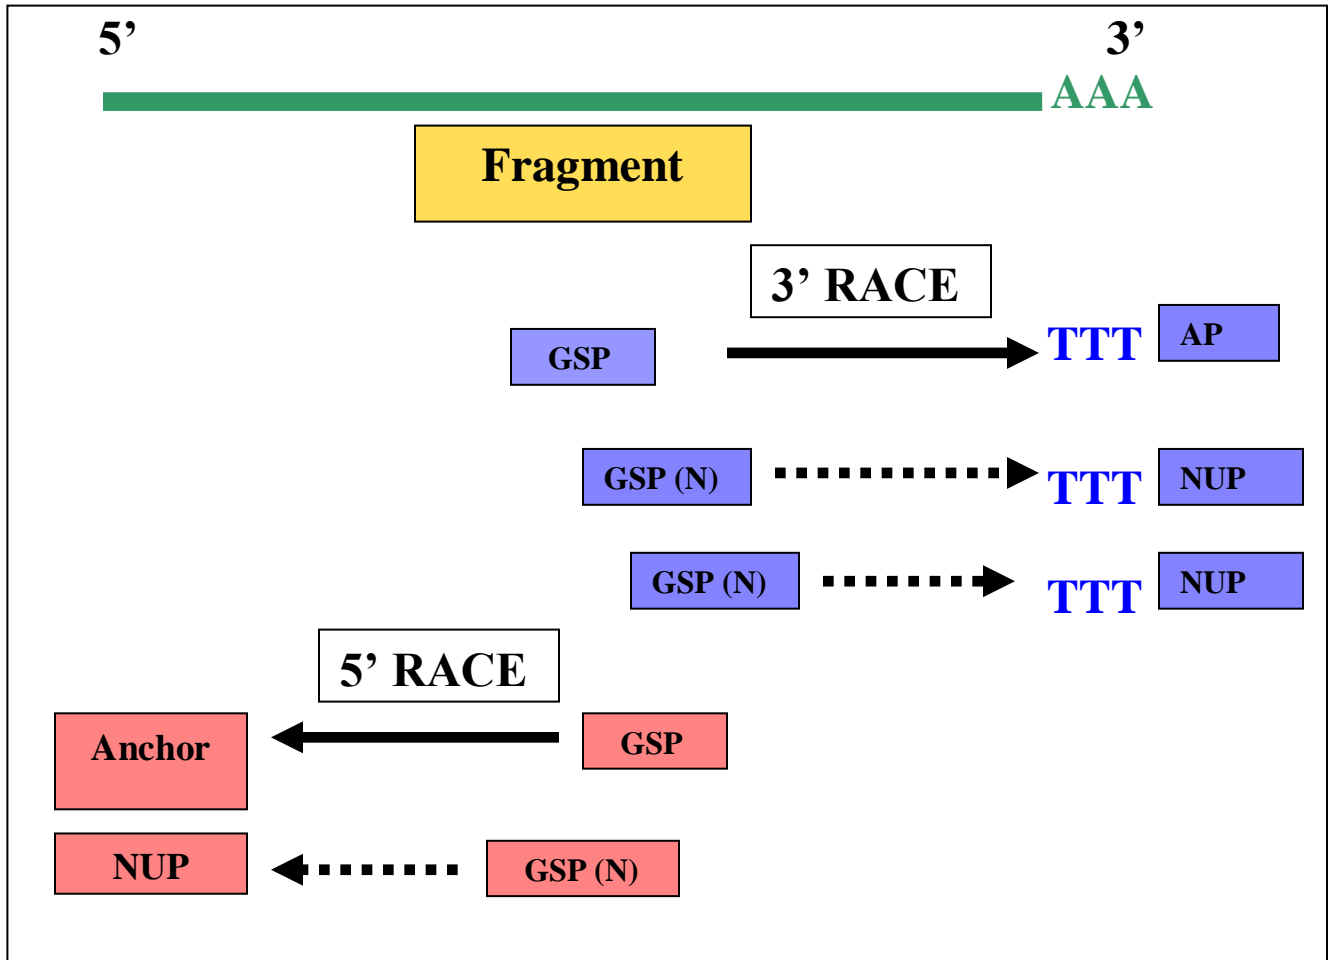 5’ 3’
AAA
Fragment
3’ RACE
GSP TTT AP
GSP (N) TTT NUP
GSP (N) TTT NUP
5’ RACE
Anchor GSP
NUP GSP (N)